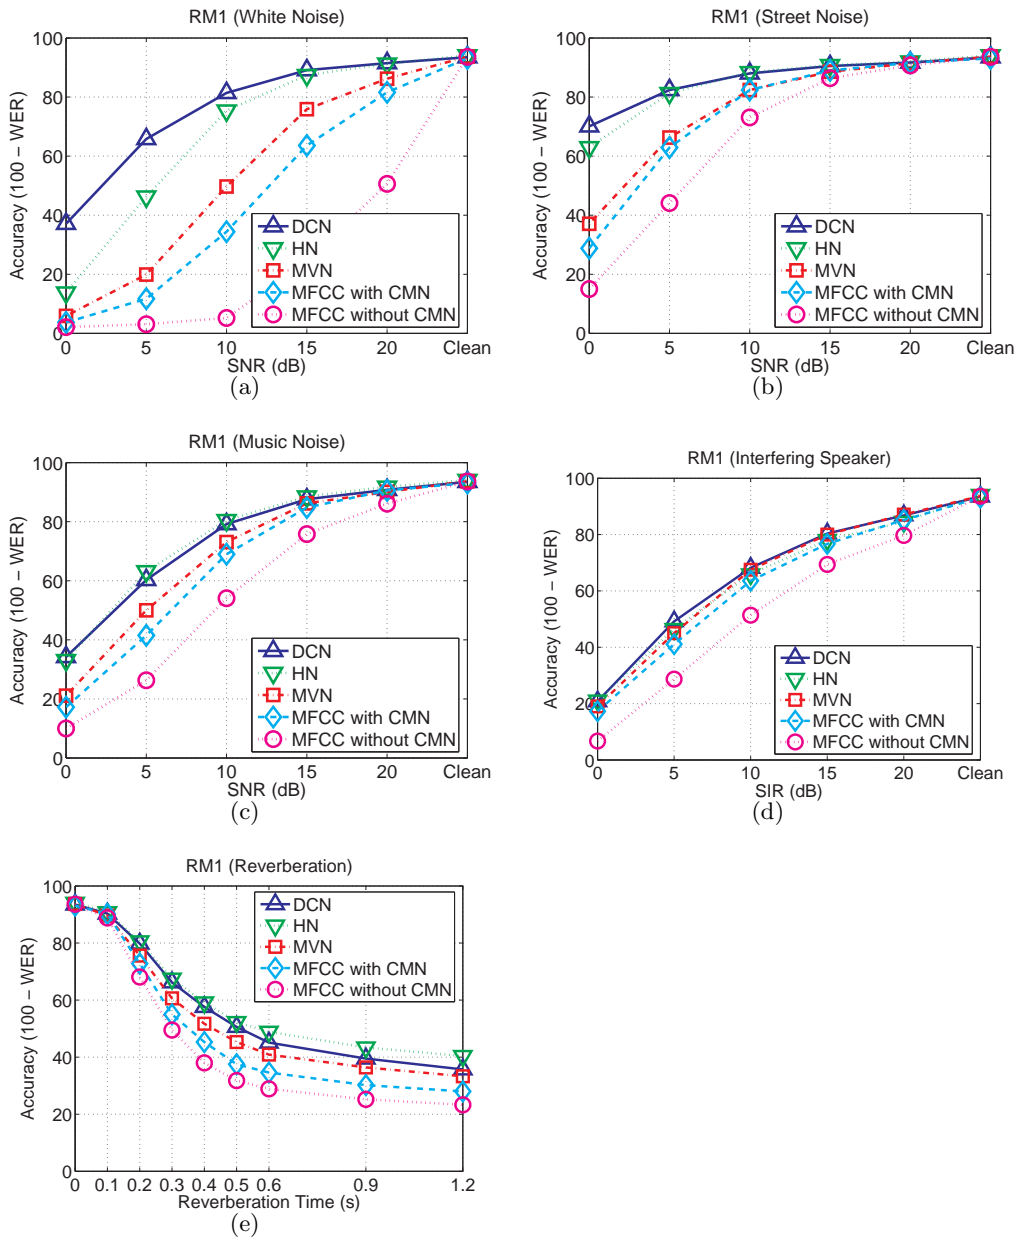 RM1 (White Noise)
Accuracy (100 − WER)
100
80
60
40
20
0
0 5 10 15 20 Clean
SNR (dB)
DCN
HN
MVN
MFCC with CMN
MFCC without CMN
(a)
RM1 (Street Noise)
Accuracy (100 − WER)
100
80
60
40
20
0
0 5 10 15 20 Clean
SNR (dB)
DCN
HN
MVN
MFCC with CMN
MFCC without CMN
(b)
RM1 (Music Noise)
Accuracy (100 − WER)
100
80
60
40
20
0
0 5 10 15 20 Clean
SNR (dB)
DCN
HN
MVN
MFCC with CMN
MFCC without CMN
(c)
RM1 (Interfering Speaker)
Accuracy (100 − WER)
100
80
60
40
20
0
0 5 10 15 20 Clean
SIR (dB)
DCN
HN
MVN
MFCC with CMN
MFCC without CMN
(d)
RM1 (Reverberation)
Accuracy (100 − WER)
100
80
60
40
20
0
0 0.1 0.2 0.3 0.4 0.5 0.6 0.9 1.2
Reverberation Time (s)
DCN
HN
MVN
MFCC with CMN
MFCC without CMN
(e)